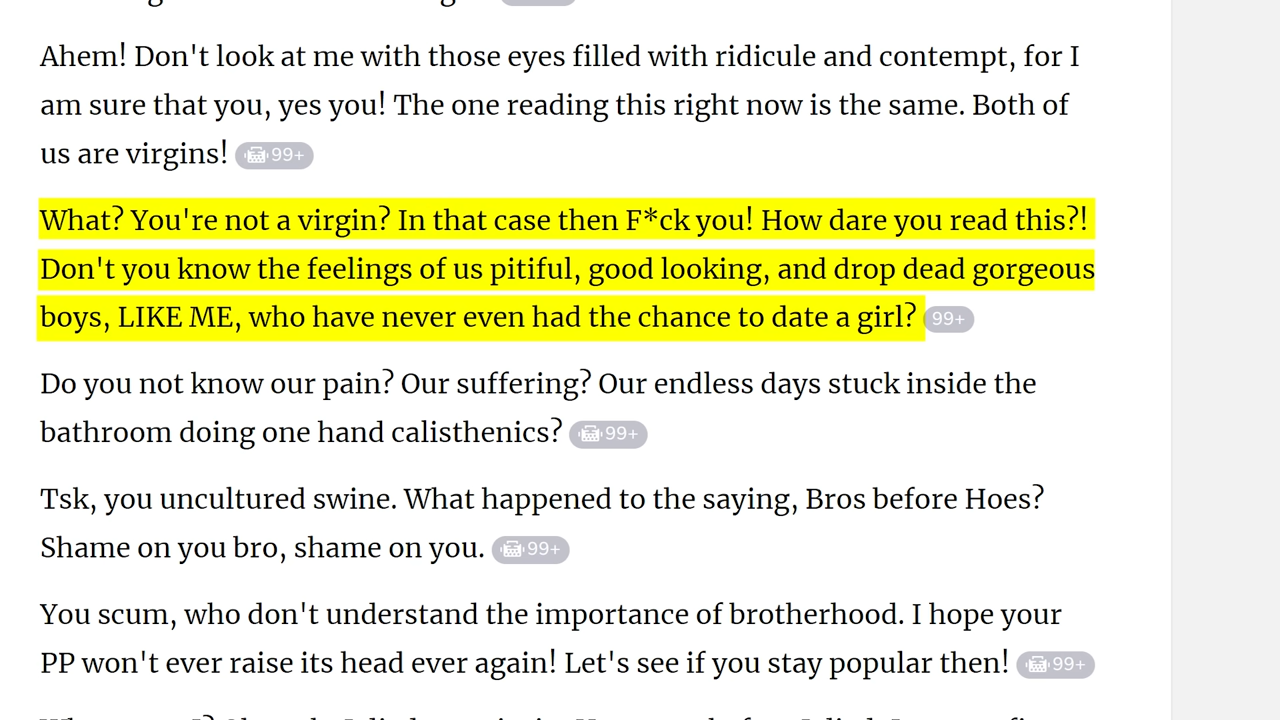 Ahem! Don't look at me with those eyes filled with ridicule and contempt, for I
am sure that you, yes you! The one reading this right now is the same. Both of
us are virgins! 99+
What? You're not a virgin? In that case then F*ck you! How dare you read this?!
Don't you know the feelings of us pitiful, good looking, and drop dead gorgeous
boys, LIKE ME, who have never even had the chance to date a girl? 99+
Do you not know our pain? Our suffering? Our endless days stuck inside the
bathroom doing one hand calisthenics? 99+
Tsk, you uncultured swine. What happened to the saying, Bros before Hoes?
Shame on you bro, shame on you. 99+
You scum, who don't understand the importance of brotherhood. I hope your
PP won't ever raise its head ever again! Let's see if you stay popular then! 99+